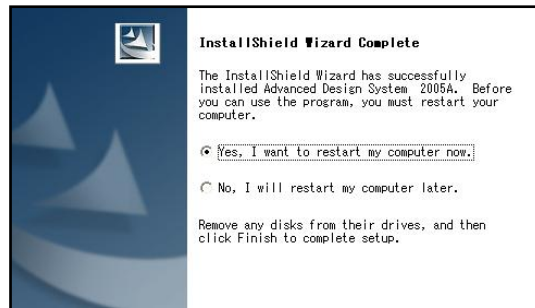 InstallShield Wizard Complete
The InstallShield Wizard has successfully
installed Advanced Design System 2005A. Before
you can use the program, you must restart your
computer.
Yes, I want to restart my computer now.
No, I will restart my computer later.
Remove any disks from their drives, and then
click Finish to complete setup.